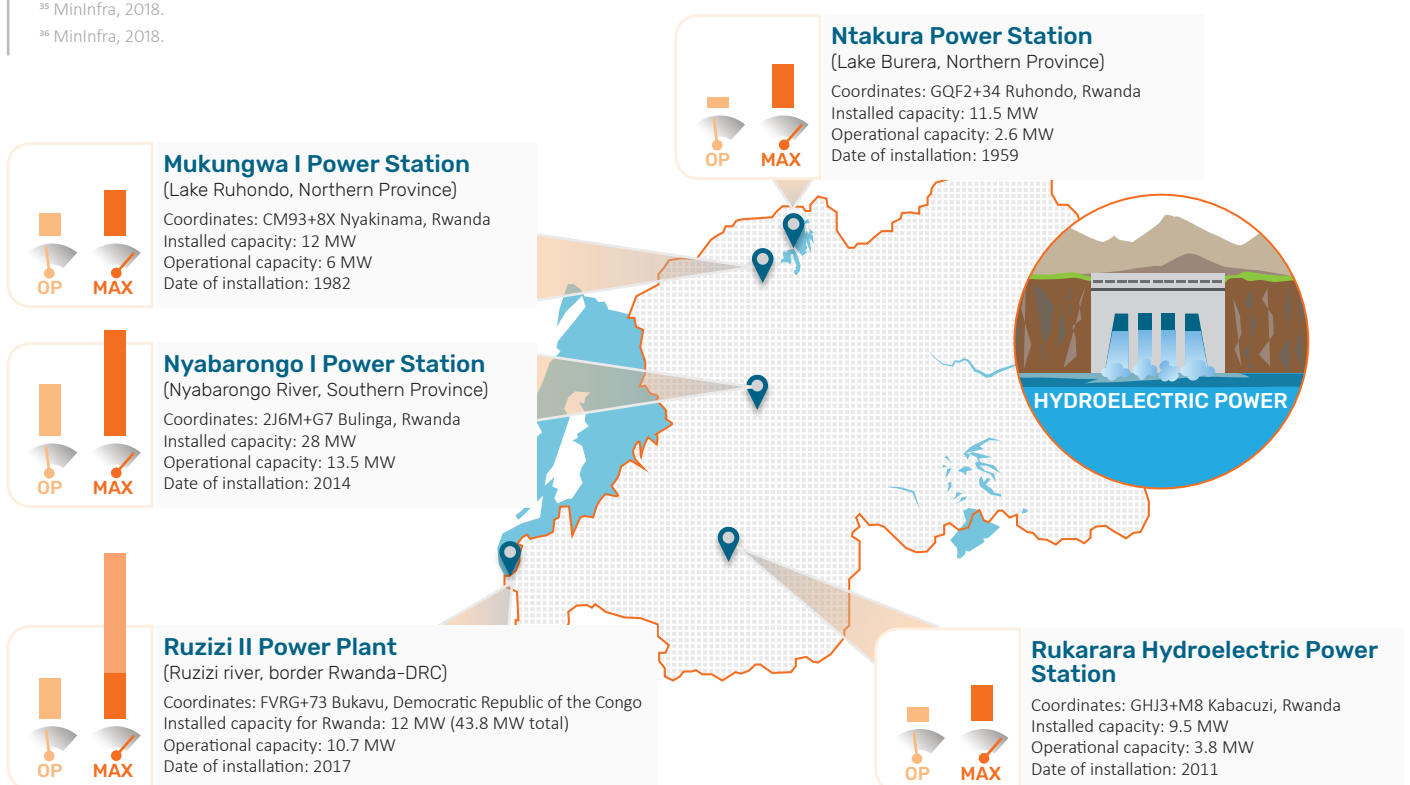 ³⁵ MinInfra, 2018.
³⁶ MinInfra, 2018.
Ntakura Power Station
(Lake Burera, Northern Province)
Coordinates: GQF2+34 Ruhondo, Rwanda
Installed capacity: 11.5 MW
Operational capacity: 2.6 MW
Date of installation: 1959
OP
MAX
Mukungwa I Power Station
(Lake Ruhondo, Northern Province)
Coordinates: CM93+8X Nyakinama, Rwanda
Installed capacity: 12 MW
Operational capacity: 6 MW
Date of installation: 1982
OP
MAX
Nyabarongo I Power Station
(Nyabarongo River, Southern Province)
Coordinates: 2J6M+G7 Bulinga, Rwanda
Installed capacity: 28 MW
Operational capacity: 13.5 MW
Date of installation: 2014
OP
MAX
HYDROELECTRIC POWER
Ruzizi II Power Plant
(Ruzizi river, border Rwanda-DRC)
Coordinates: FVRG+73 Bukavu, Democratic Republic of the Congo
Installed capacity for Rwanda: 12 MW (43.8 MW total)
Operational capacity: 10.7 MW
Date of installation: 2017
OP
MAX
Rukarara Hydroelectric Power
Station
Coordinates: GHJ3+M8 Kabacuzi, Rwanda
Installed capacity: 9.5 MW
Operational capacity: 3.8 MW
Date of installation: 2011
OP
MAX